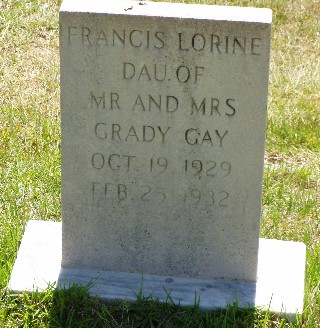 FRANCIS LORINE
DAU. OF
MR AND MRS
GRADY GAY
OCT. 19 1929
FEB. 25 1932